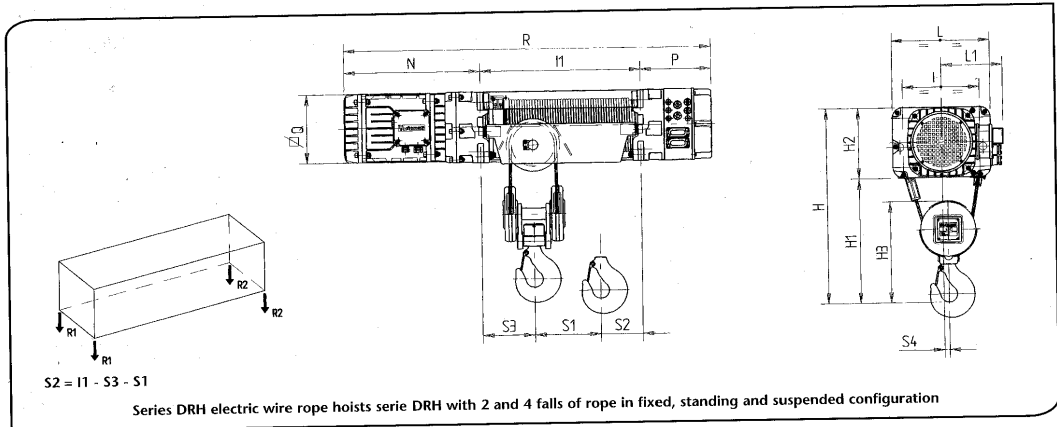 R
L
L1
N
I1
P
I
Q
H2
H
H1
H3
R2
R2
R1
R1
S3
S1
S2
S4
S2 = I1 - S3 - S1
Series DRH electric wire rope hoists serie DRH with 2 and 4 falls of rope in fixed, standing and suspended configuration